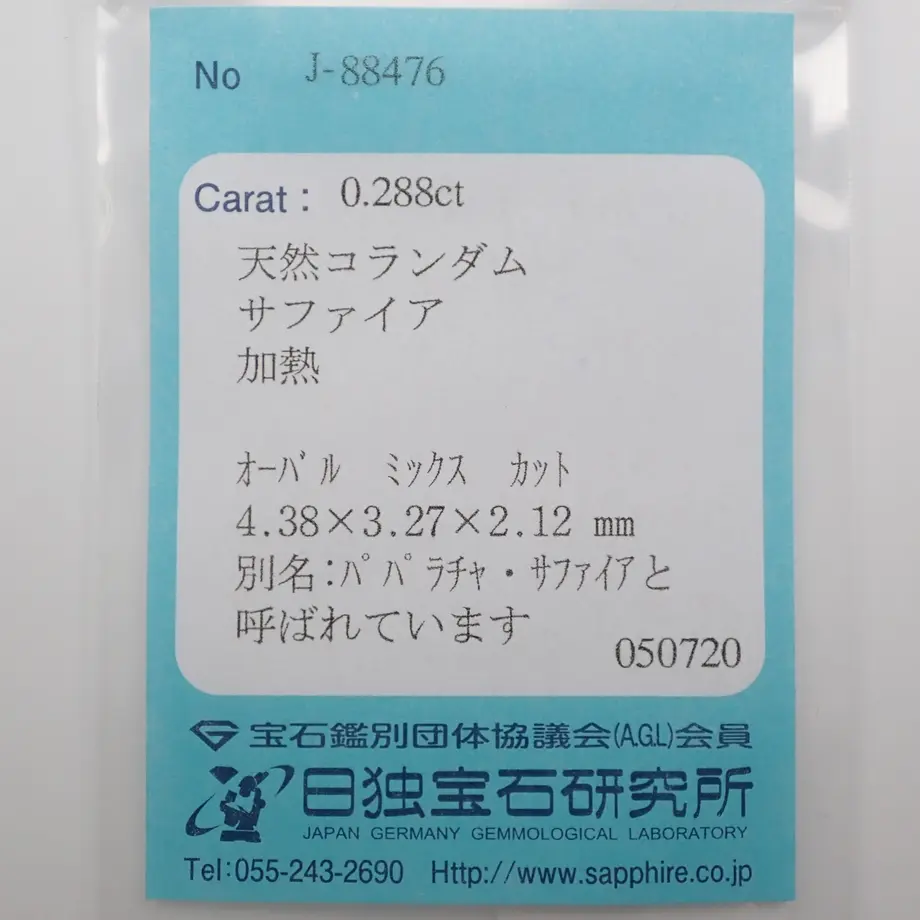 No J-88476
Carat: 0.288ct
天然コランダム
サファイア
加熱
ｵｰﾊﾞﾙ ﾐｯｸｽ ｶｯﾄ
4.38×3.27×2.12 mm
別名:ﾊﾟﾊﾟﾗﾁｬ・ｻﾌｧｲｱと
呼ばれています
050720
宝石鑑別団体協議会(A.G.L)会員
日独宝石研究所
JAPAN GERMANY GEMMOLOGICAL LABORATORY
Tel:055-243-2690 Http://www.sapphire.co.jp